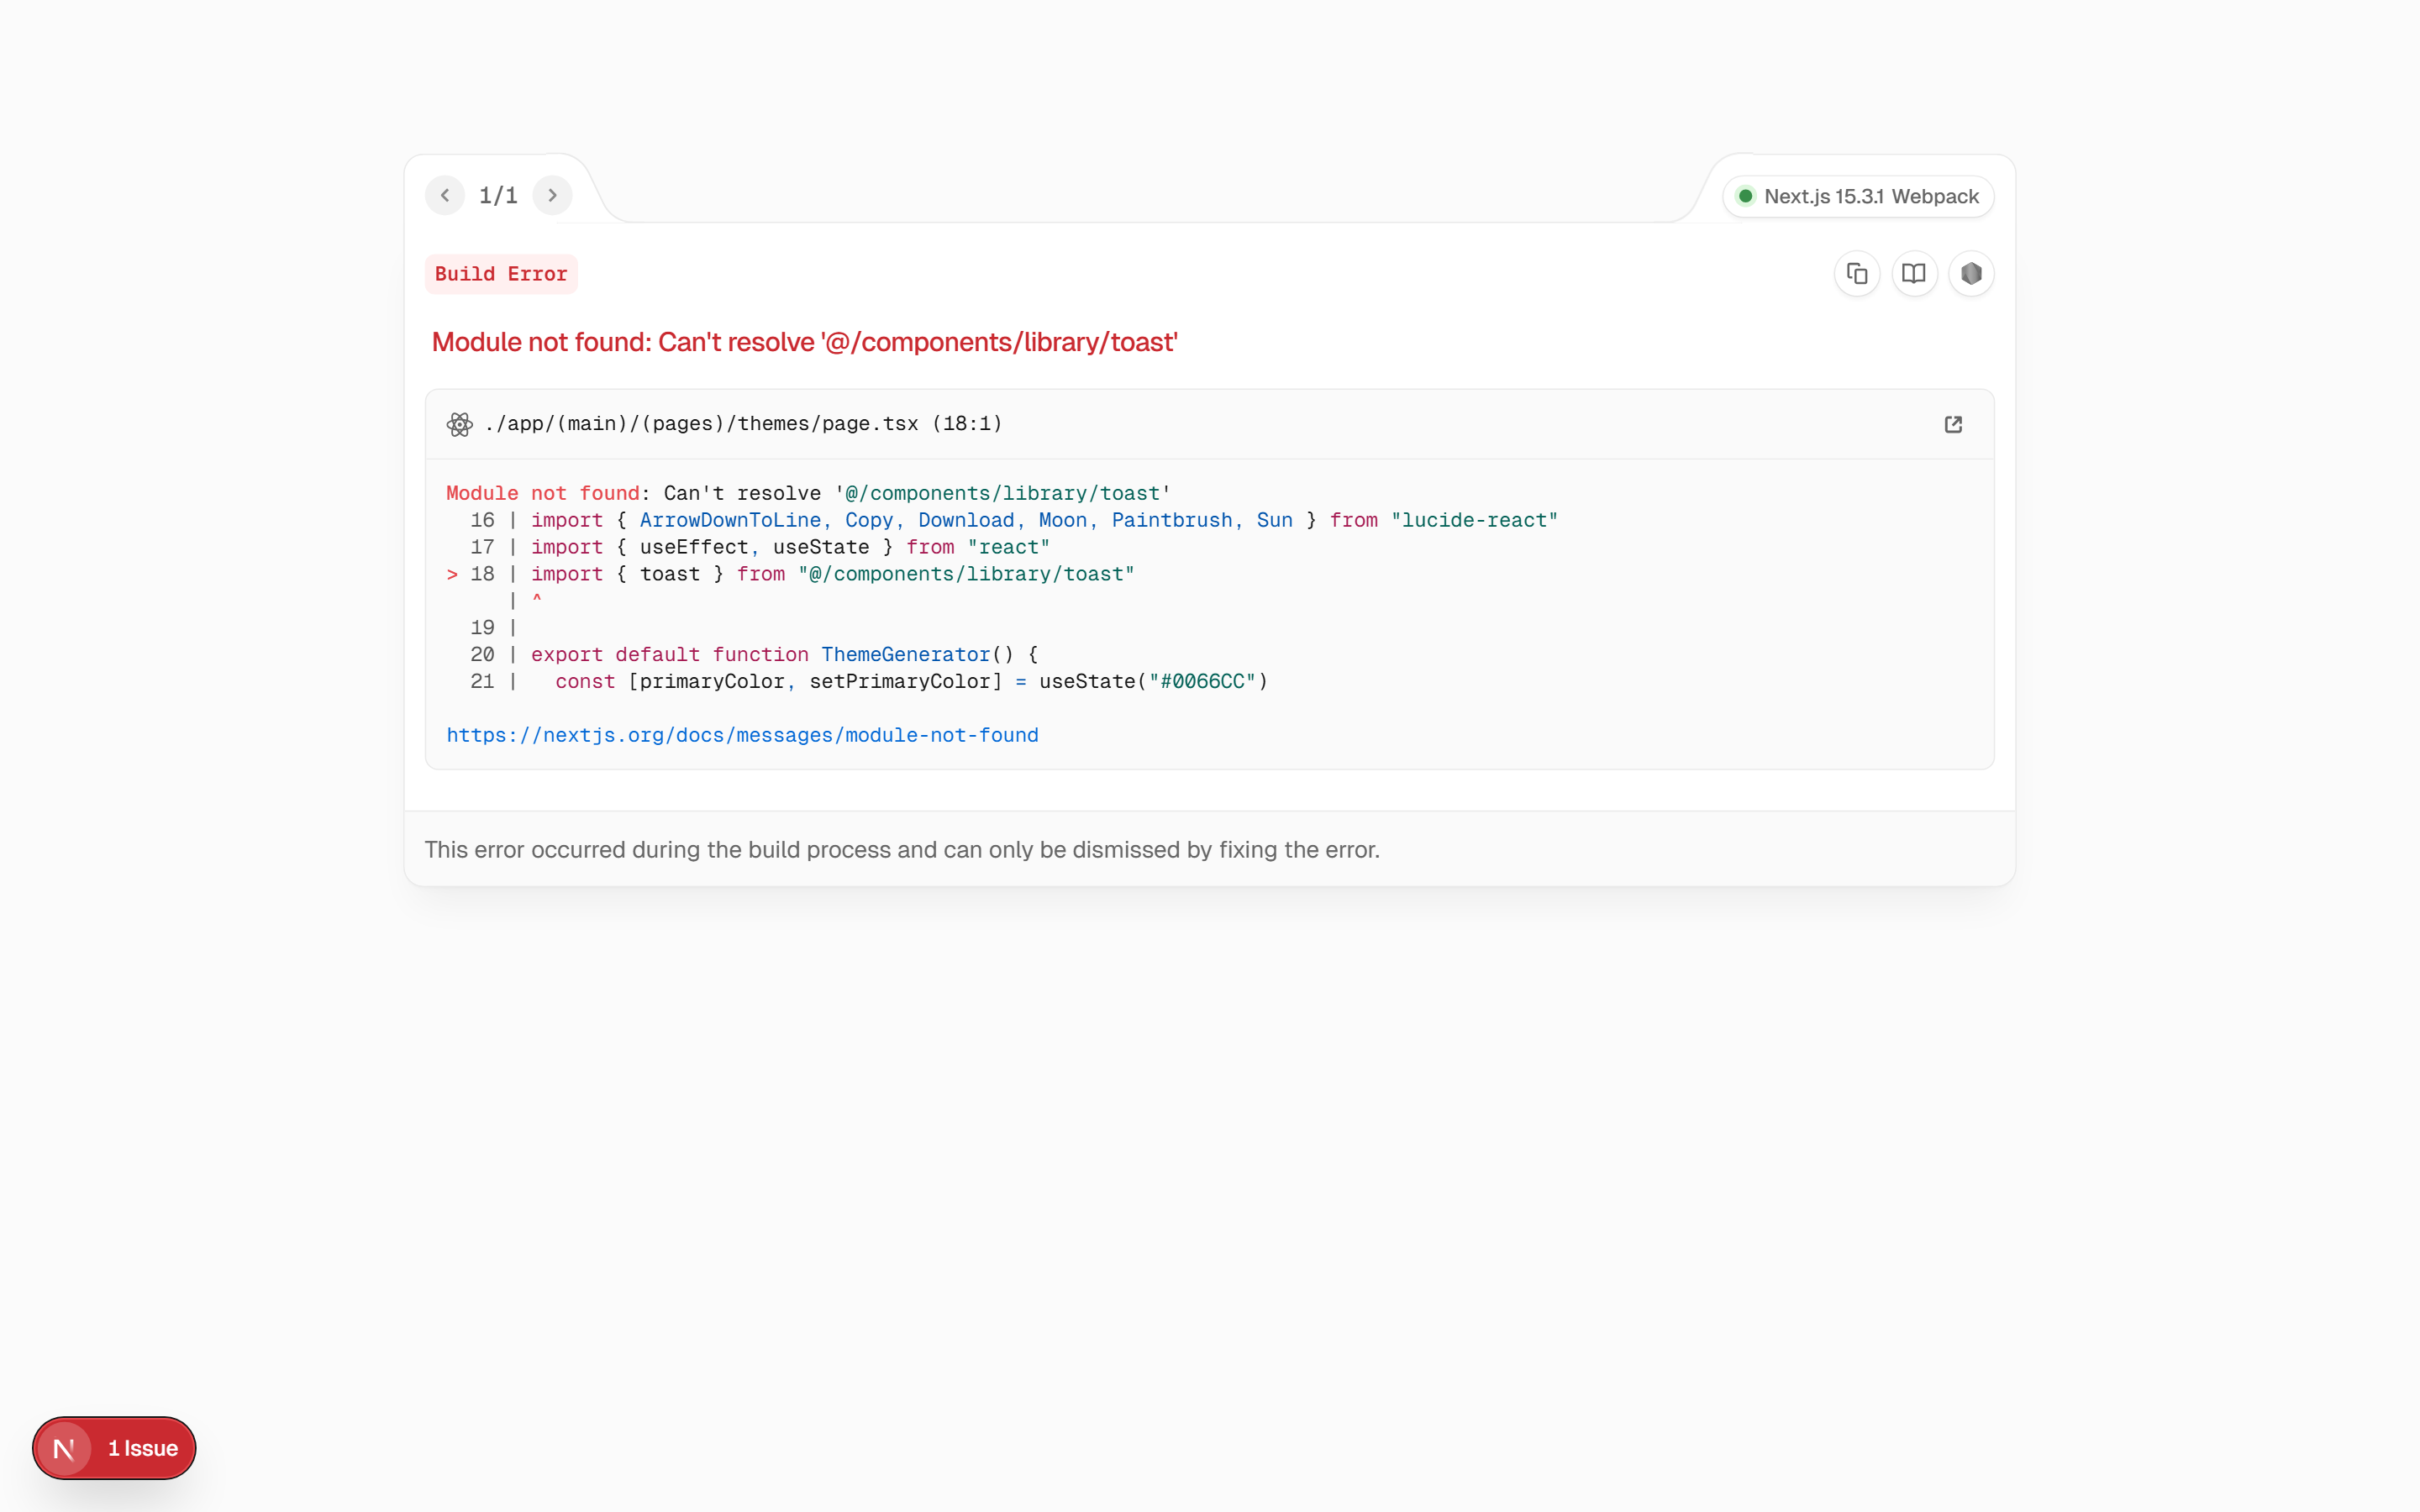 1/1
Next.js 15.3.1 Webpack
Build Error
Module not found: Can't resolve '@/components/library/toast'
./app/(main)/(pages)/themes/page.tsx (18:1)
Module not found: Can't resolve '@/components/library/toast'
  16 | import { ArrowDownToLine, Copy, Download, Moon, Paintbrush, Sun } from "lucide-react"
  17 | import { useEffect, useState } from "react"
> 18 | import { toast } from "@/components/library/toast"
     | ^
  19 |
  20 | export default function ThemeGenerator() {
  21 |   const [primaryColor, setPrimaryColor] = useState("#0066CC")
https://nextjs.org/docs/messages/module-not-found
This error occurred during the build process and can only be dismissed by fixing the error.
N 1 Issue